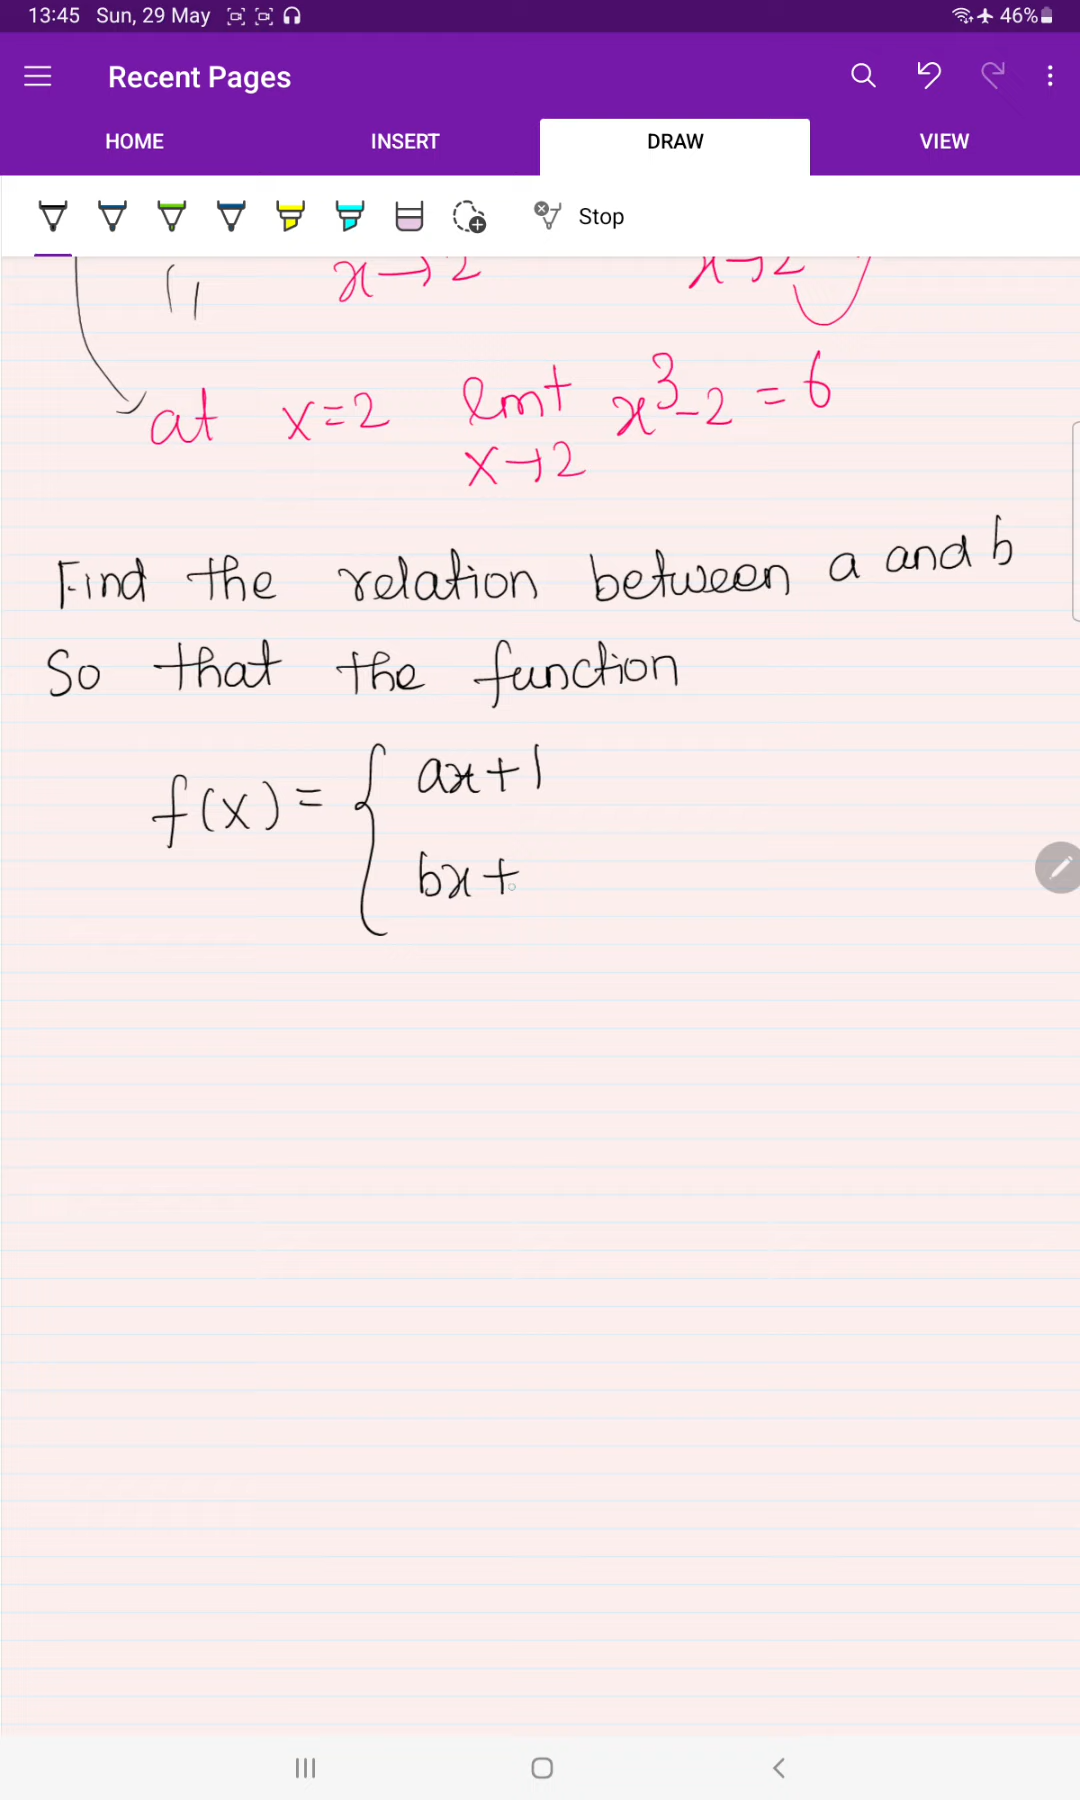 13:45 Sun, 29 May 46%
Recent Pages
HOME INSERT DRAW VIEW
Stop
x→2 x→2
at x=2 lmt x³-2 = 6
x→2
Find the relation between a and b
So that the function
f(x) = { ax+1
bx+